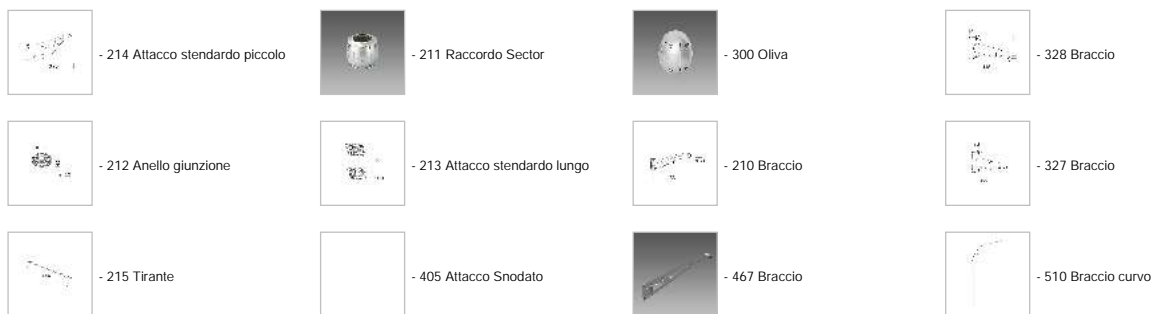 - 214 Attacco stendardo piccolo
- 211 Raccordo Sector
- 300 Oliva
- 328 Braccio
- 212 Anello giunzione
- 213 Attacco stendardo lungo
- 210 Braccio
- 327 Braccio
- 215 Tirante
- 405 Attacco Snodato
- 467 Braccio
- 510 Braccio curvo